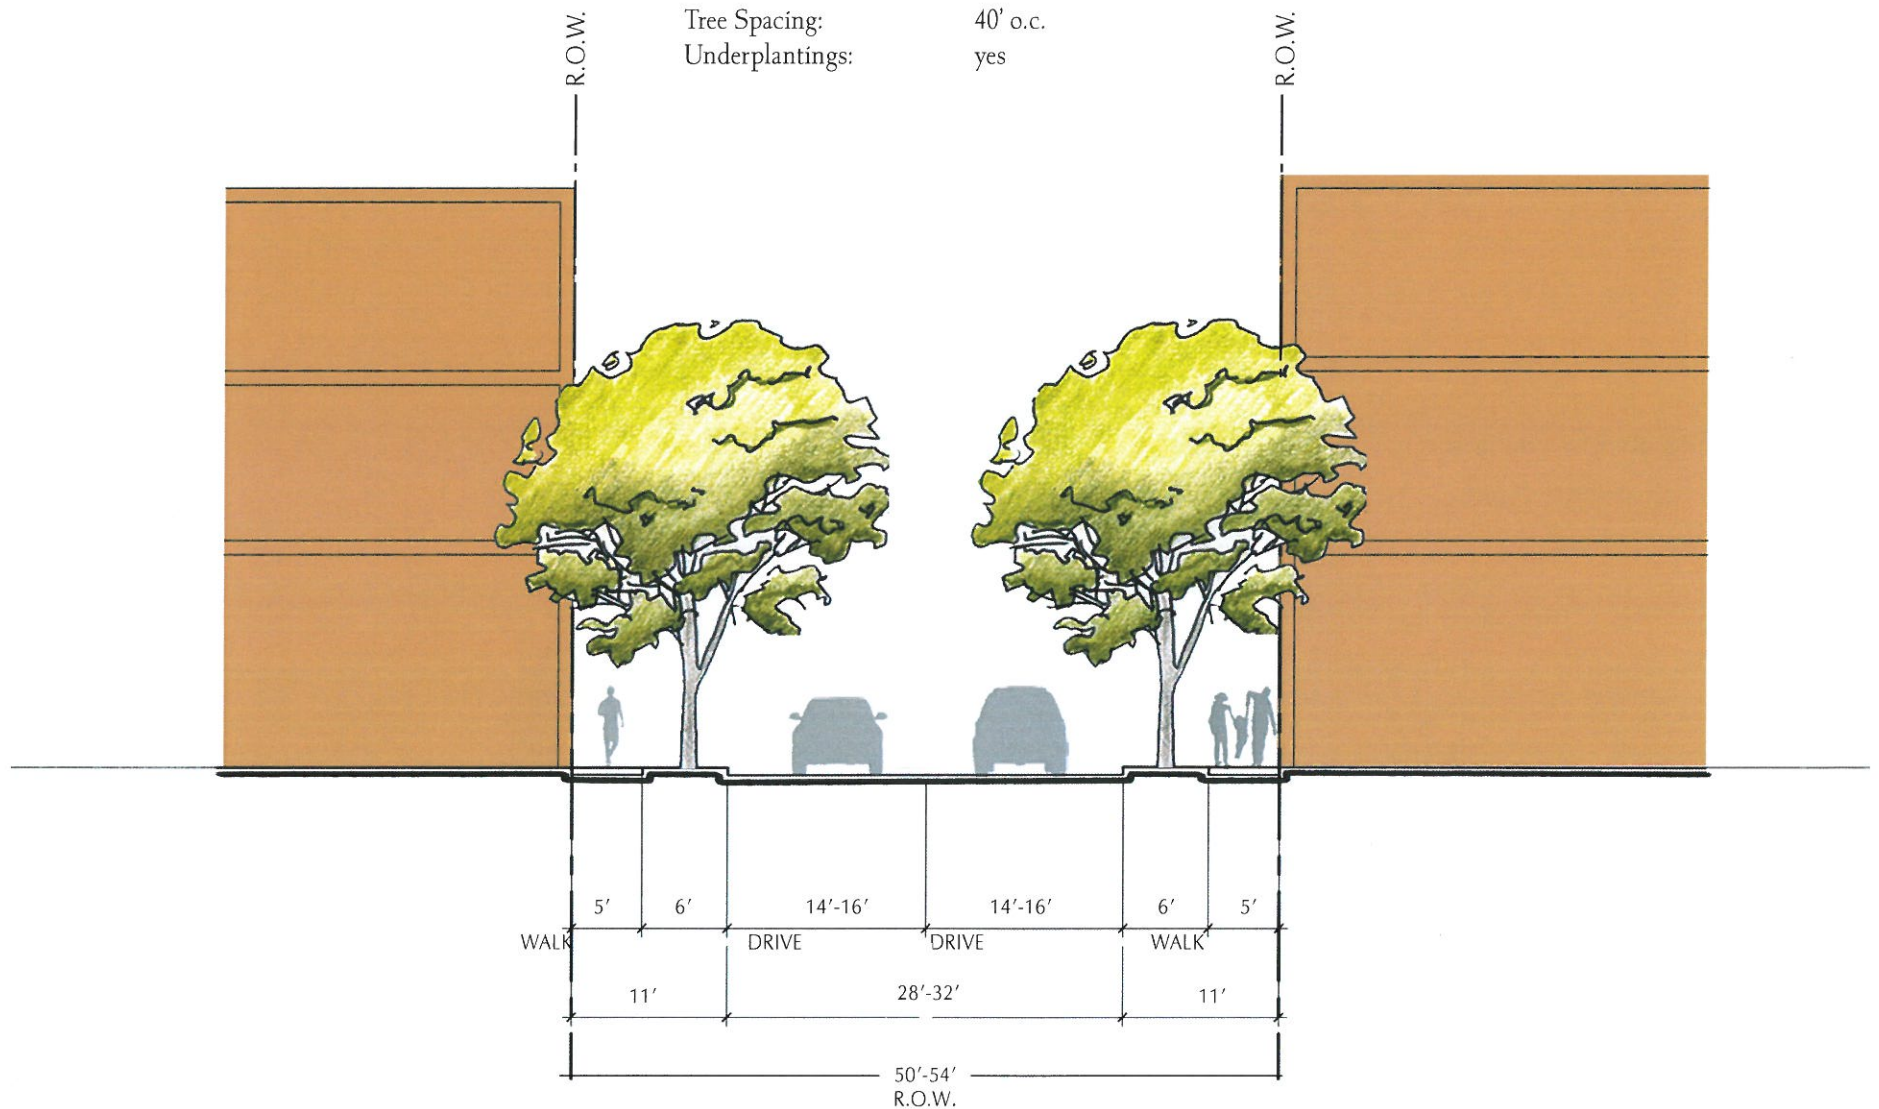 R.O.W.
Tree Spacing: 40' o.c.
R.O.W.
Underplantings: yes
5' 6' 14'-16' 14'-16' 6' 5'
WALK DRIVE DRIVE WALK
11' 28'-32' 11'
50'-54'
R.O.W.